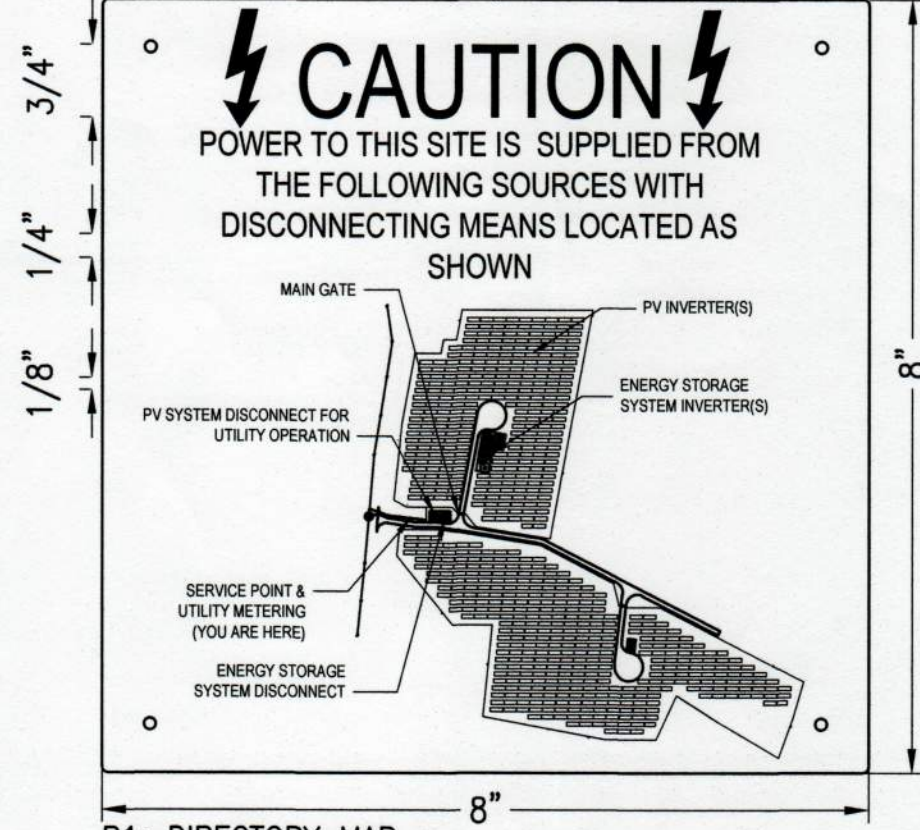 3/4"
CAUTION
POWER TO THIS SITE IS SUPPLIED FROM
THE FOLLOWING SOURCES WITH
DISCONNECTING MEANS LOCATED AS
SHOWN
1/4"
1/8"
MAIN GATE
PV INVERTER(S)
ENERGY STORAGE
SYSTEM INVERTER(S)
8"
PV SYSTEM DISCONNECT FOR
UTILITY OPERATION
SERVICE POINT &
UTILITY METERING
(YOU ARE HERE)
ENERGY STORAGE
SYSTEM DISCONNECT
8"
DIRECTORY MAP